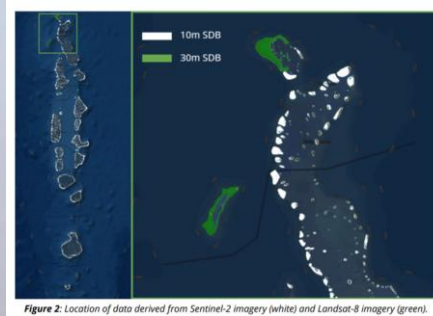 10m SDB
30m SDB
Figure 2: Location of data derived from Sentinel-2 imagery (white) and Landsat-8 imagery (green).